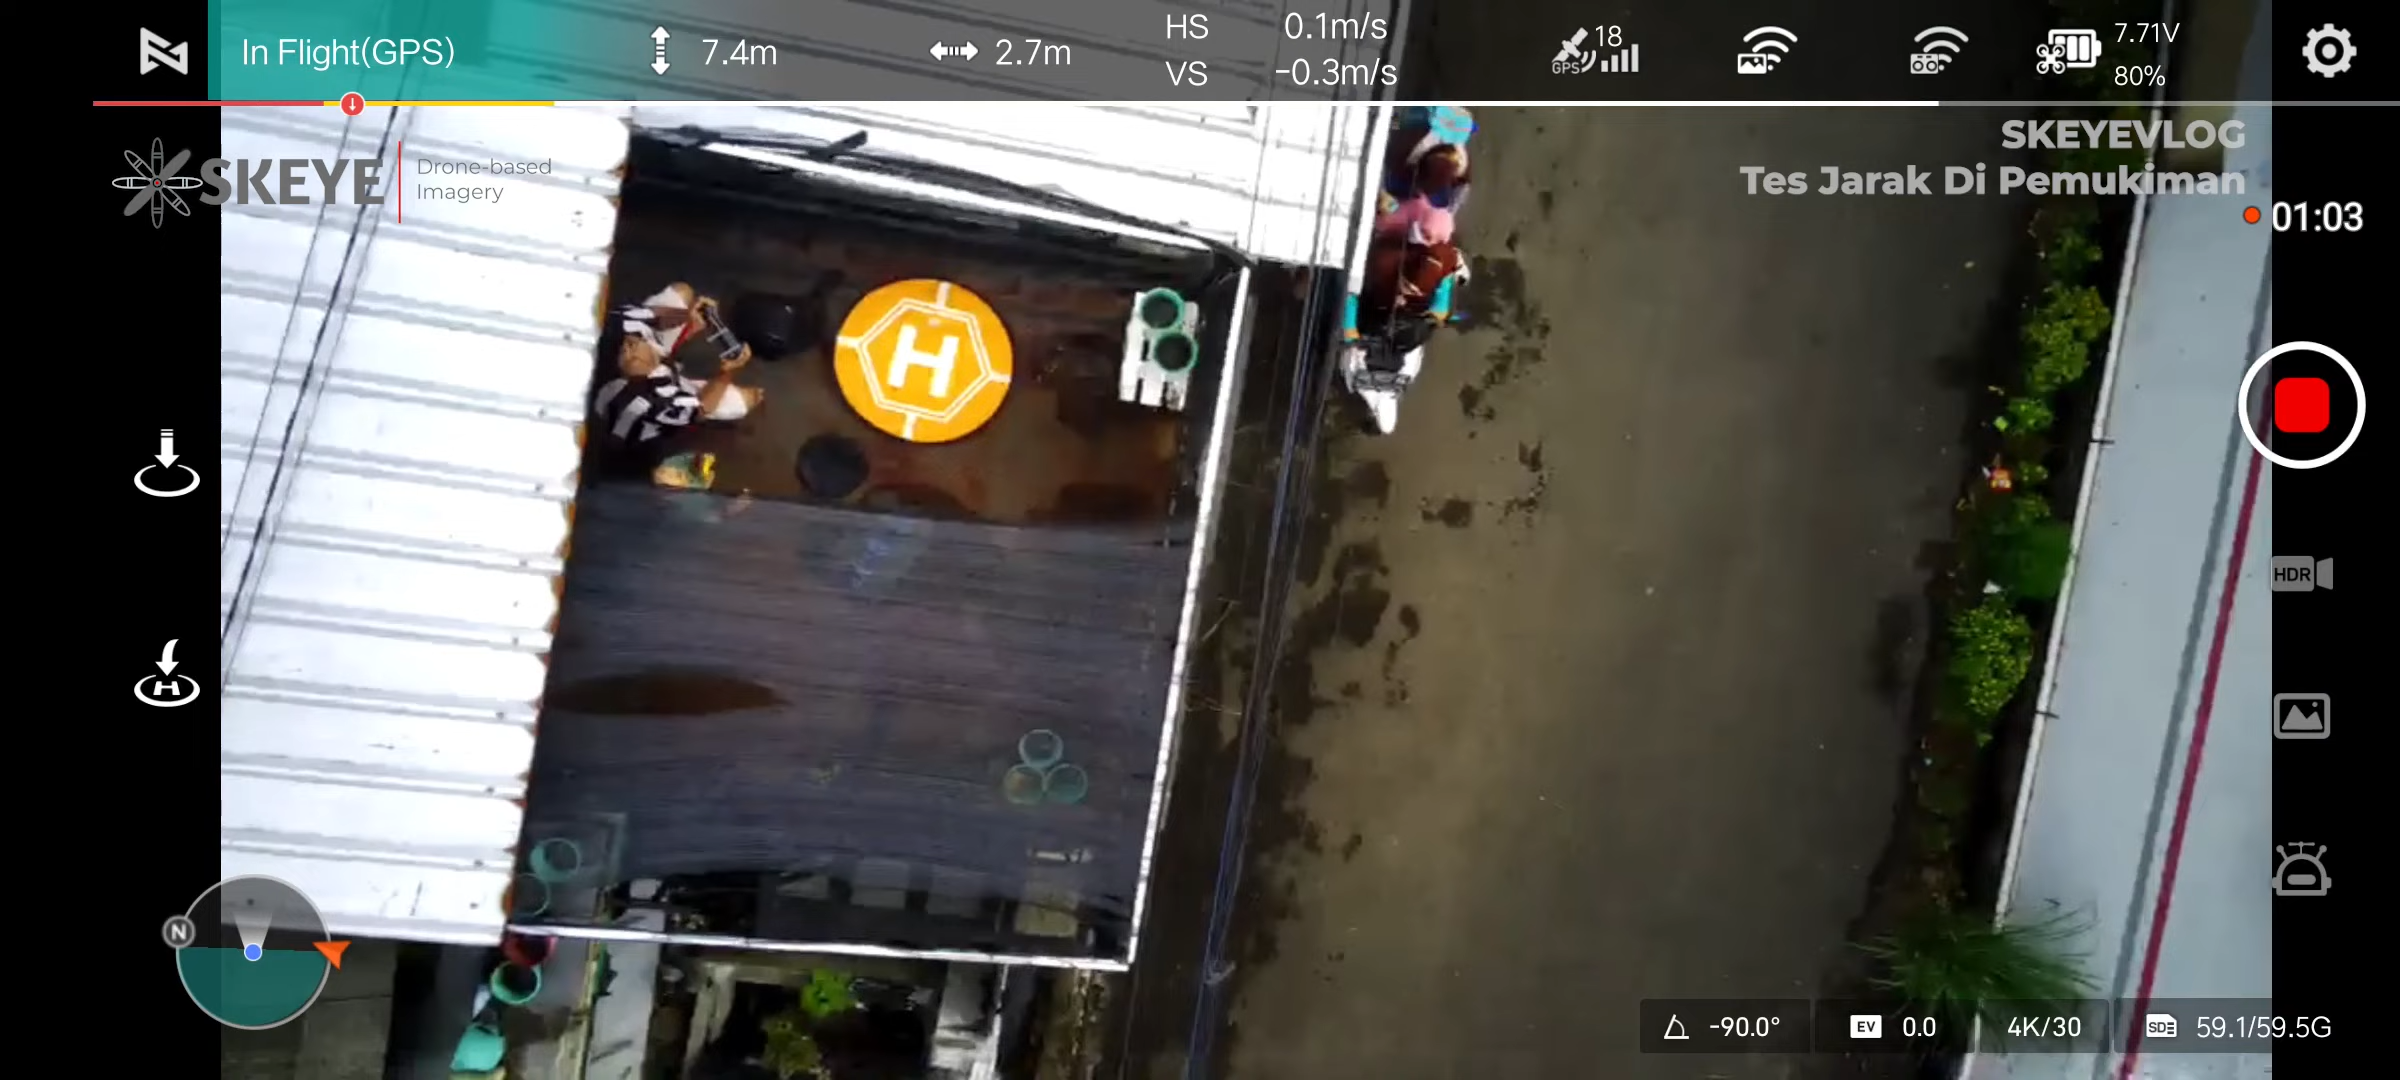 In Flight(GPS)
7.4m
2.7m
HS 0.1m/s
VS -0.3m/s
GPS 18
7.71V
80%
SKEYE
Drone-based
Imagery
SKEYEVLOG
Tes Jarak Di Pemukiman
01:03
H
HDR
H
N
-90.0°
EV 0.0
4K/30
SD 59.1/59.5G